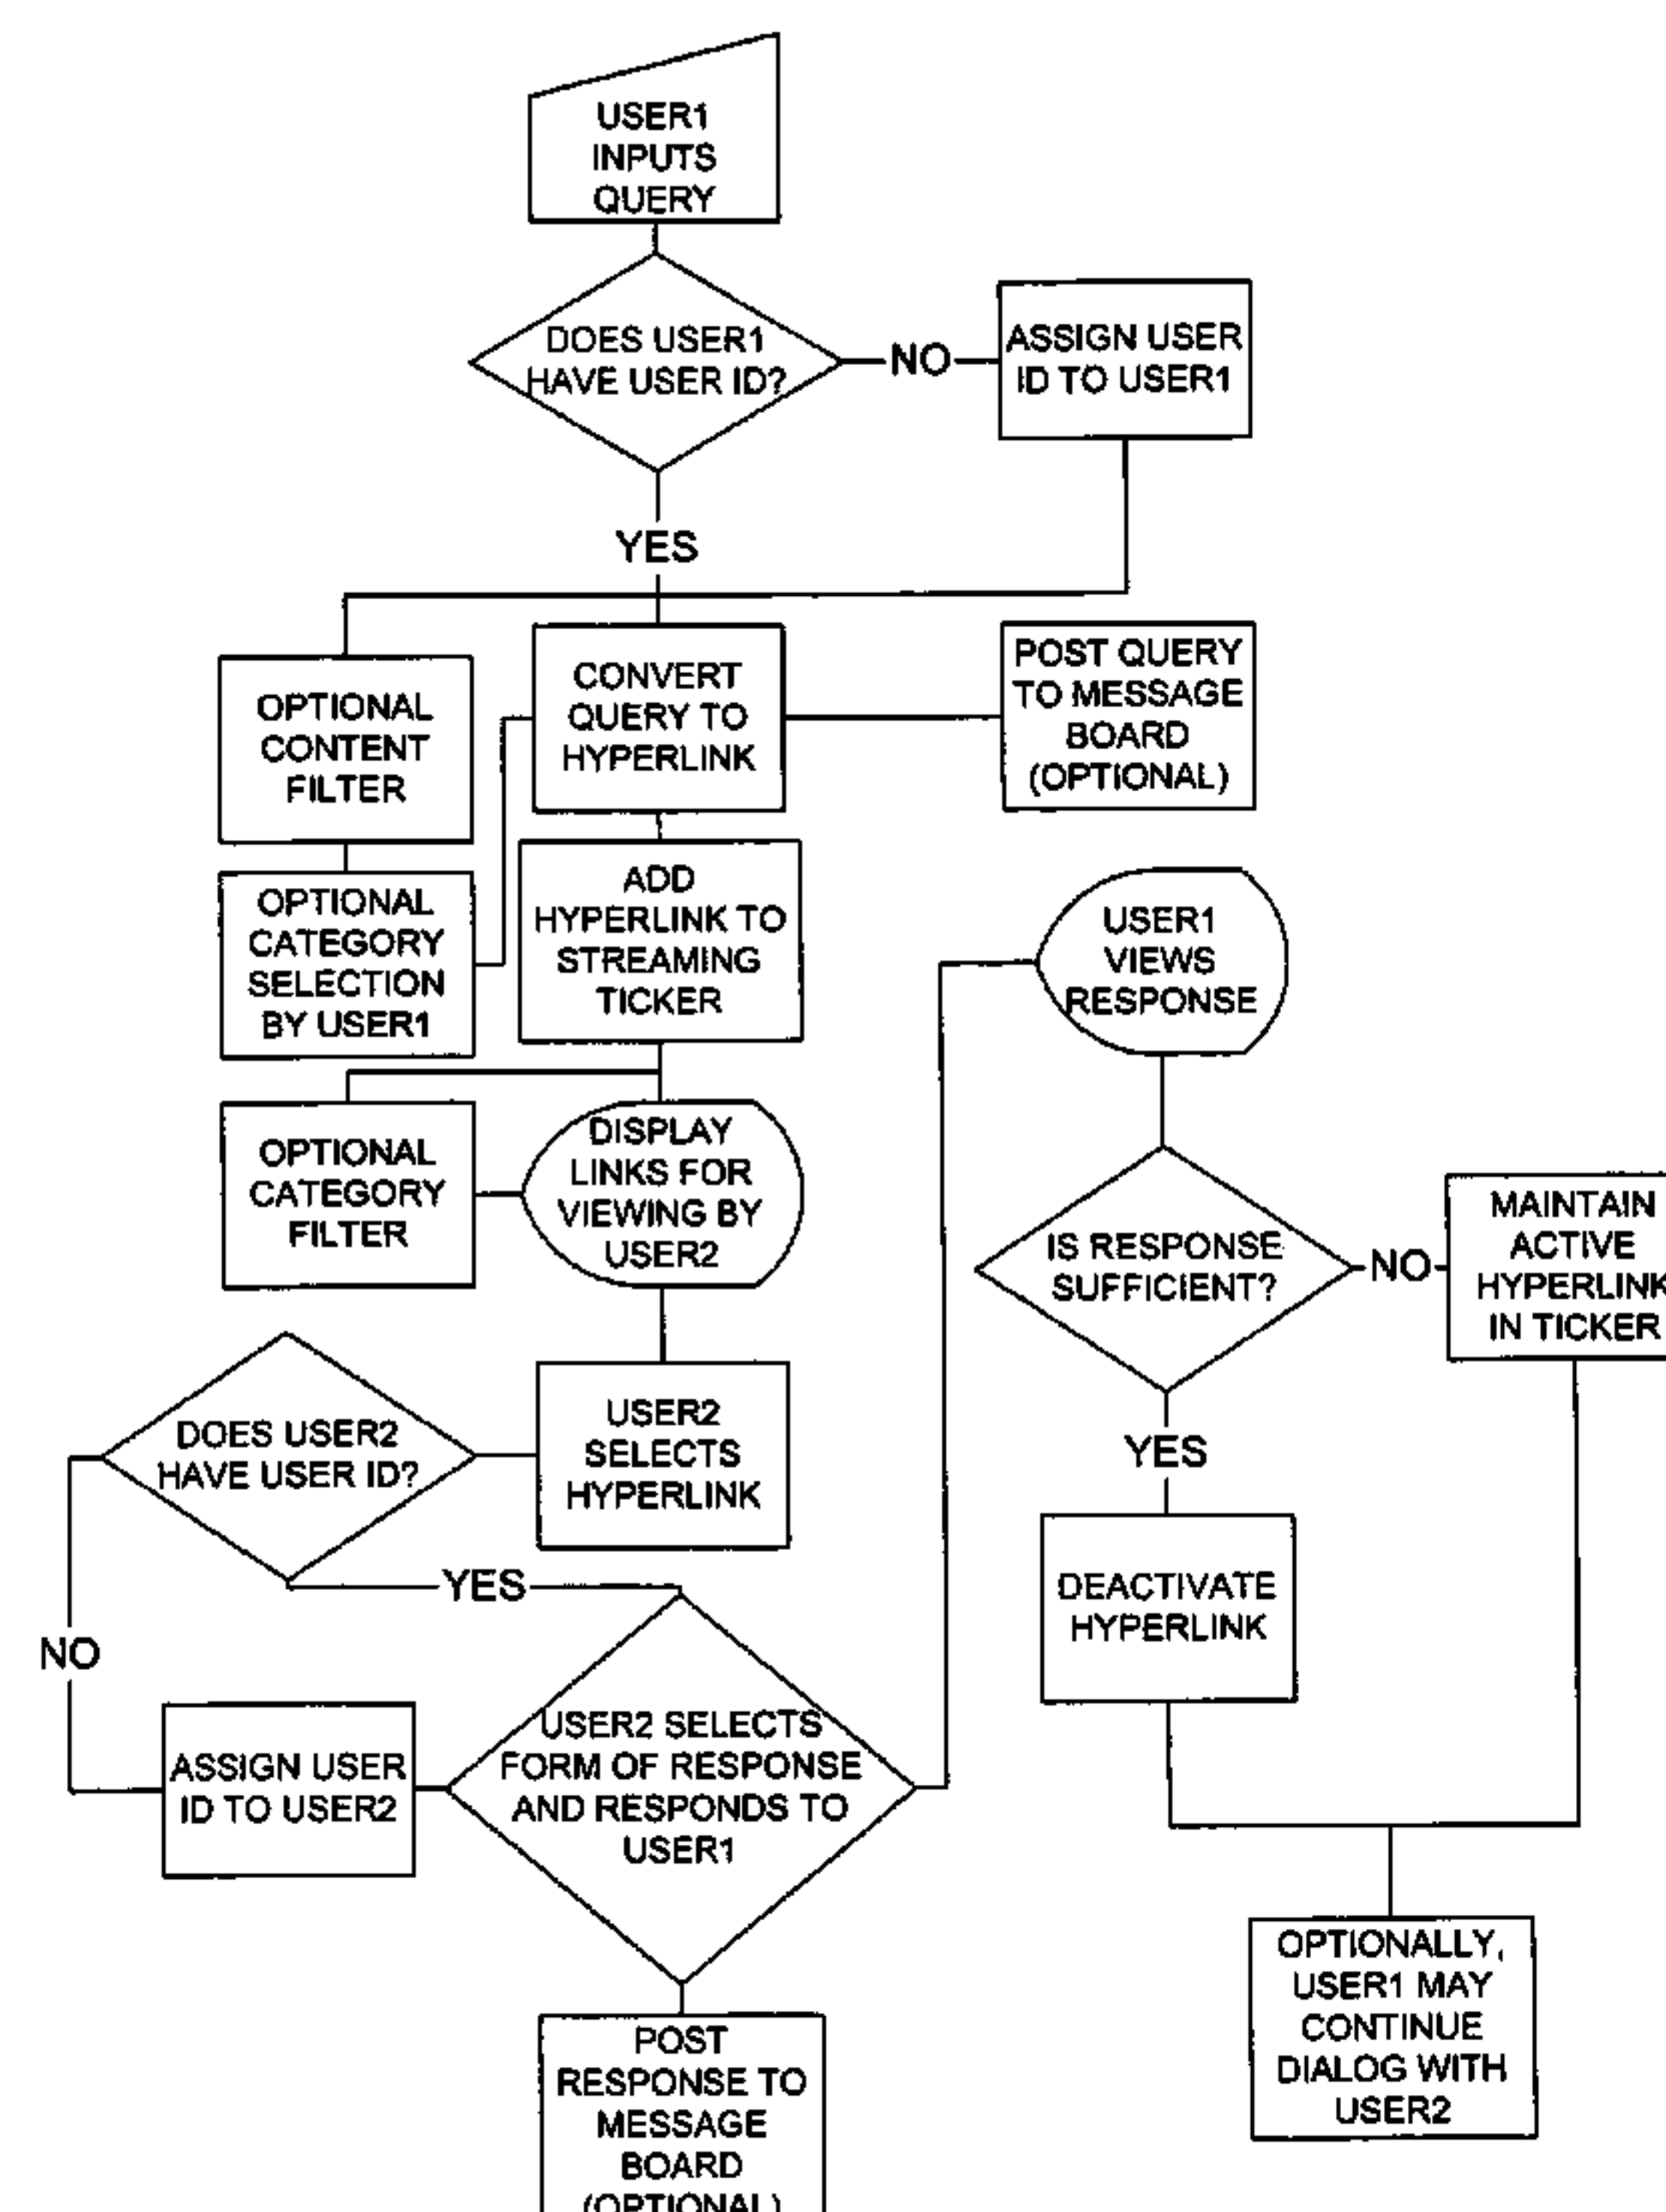 USER1
INPUTS
QUERY
DOES USER1
HAVE USER ID?
NO
ASSIGN USER
ID TO USER1
YES
OPTIONAL
CONTENT
FILTER
CONVERT
QUERY TO
HYPERLINK
POST QUERY
TO MESSAGE
BOARD
(OPTIONAL)
OPTIONAL
CATEGORY
SELECTION
BY USER1
ADD
HYPERLINK TO
STREAMING
TICKER
USER1
VIEWS
RESPONSE
OPTIONAL
CATEGORY
FILTER
DISPLAY
LINKS FOR
VIEWING BY
USER2
IS RESPONSE
SUFFICIENT?
NO
MAINTAIN
ACTIVE
HYPERLINK
IN TICKER
DOES USER2
HAVE USER ID?
USER2
SELECTS
HYPERLINK
YES
YES
DEACTIVATE
HYPERLINK
NO
ASSIGN USER
ID TO USER2
USER2 SELECTS
FORM OF RESPONSE
AND RESPONDS TO
USER1
OPTIONALLY,
USER1 MAY
CONTINUE
DIALOG WITH
USER2
POST
RESPONSE TO
MESSAGE
BOARD
(OPTIONAL)